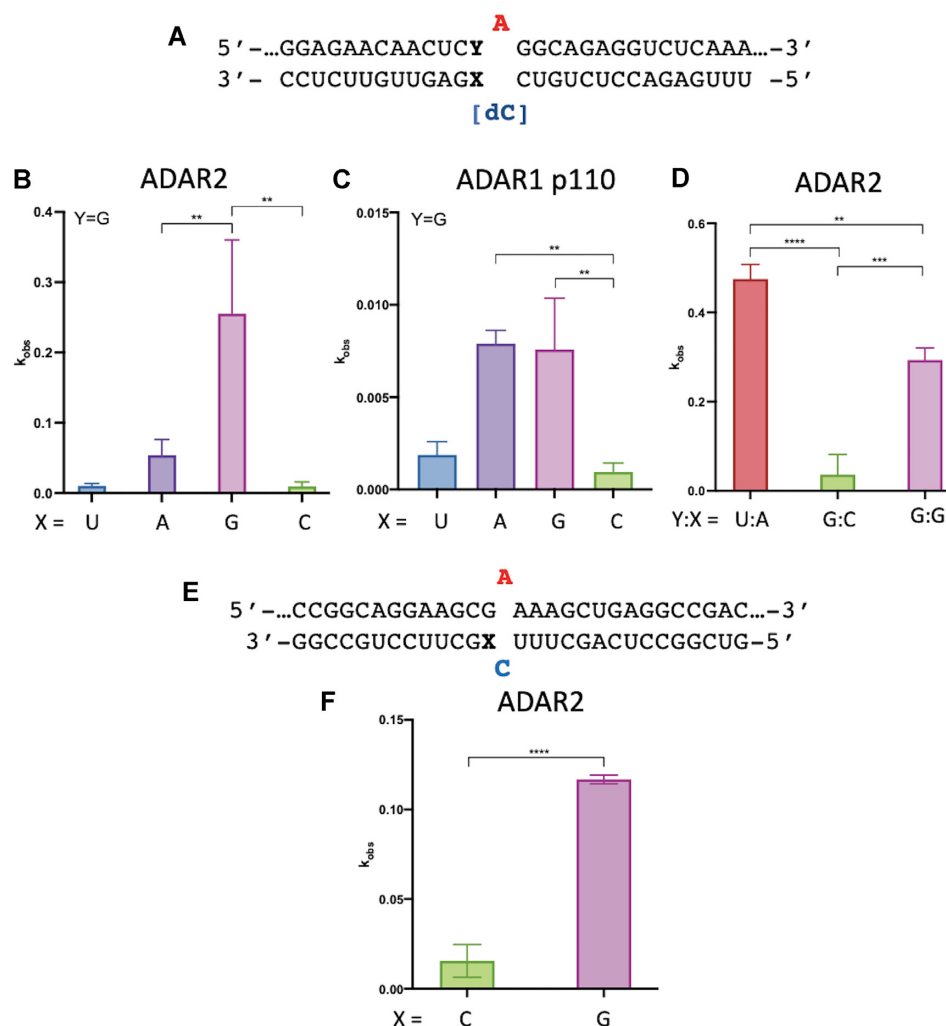 A
A
5′-…GGAGAACAACUCY GGCAGAGGUCUCAAA…-3′
3′- CCUCUUGUUGAGX CUGUCUCCAGAGUUU -5′
[dC]
B
ADAR2
Y=G
**
**
0.4
0.3
0.2
0.1
0.0
kobs
X = U A G C
C
ADAR1 p110
Y=G
**
**
0.015
0.010
0.005
0.000
kobs
X = U A G C
D
ADAR2
**
****
***
0.6
0.4
0.2
0.0
kobs
Y:X = U:A G:C G:G
E
A
5′-…CCGGCAGGAAGCG AAAGCUGAGGCCGAC…-3′
3′-GGCCGUCCUUCGX UUUCGACUCCGGCUG-5′
C
F
ADAR2
****
0.15
0.10
0.05
0.00
kobs
X = C G